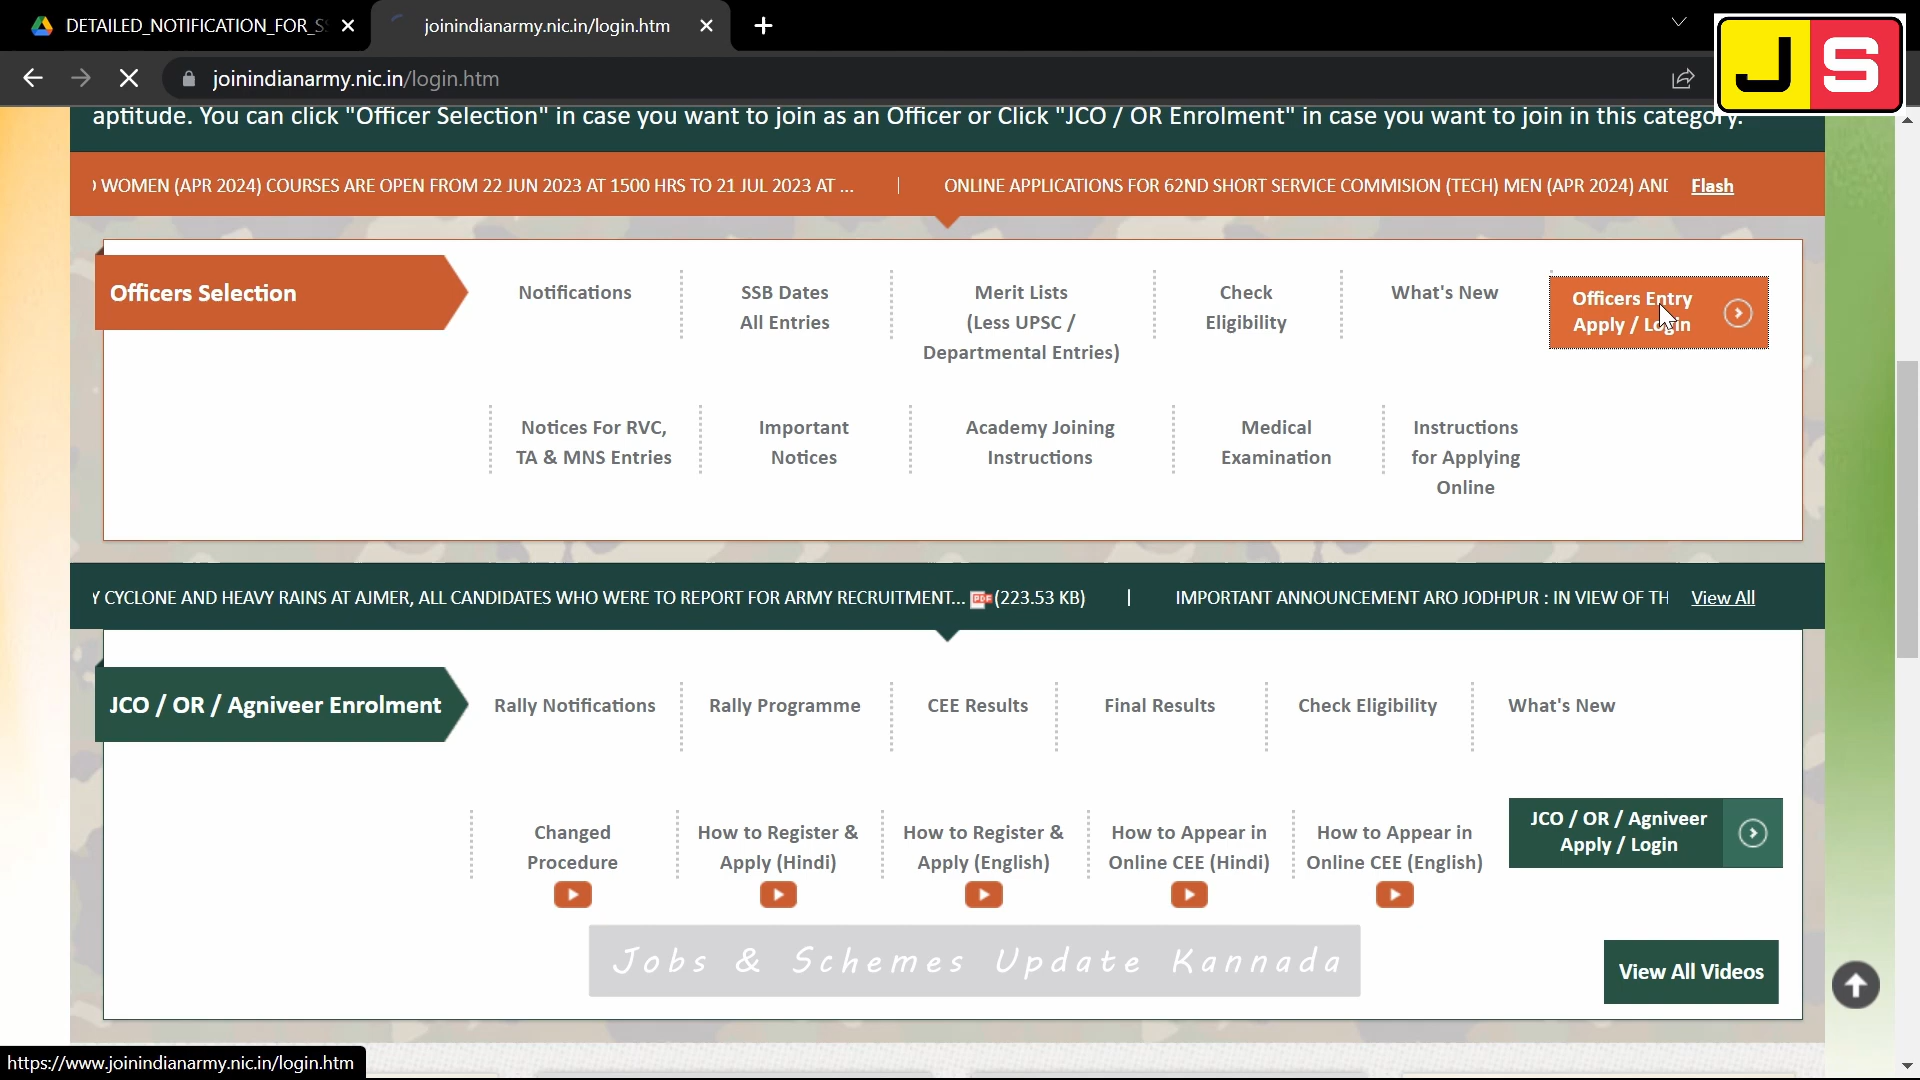 DETAILED_NOTIFICATION_FOR_S
joinindianarmy.nic.in/login.htm
JS
joinindianarmy.nic.in/login.htm
aptitude. You can click "Officer Selection" in case you want to join as an Officer or Click "JCO / OR Enrolment" in case you want to join in this category.
WOMEN (APR 2024) COURSES ARE OPEN FROM 22 JUN 2023 AT 1500 HRS TO 21 JUL 2023 AT ... | ONLINE APPLICATIONS FOR 62ND SHORT SERVICE COMMISION (TECH) MEN (APR 2024) AND Flash
Officers Selection
Notifications
SSB Dates
All Entries
Merit Lists
(Less UPSC /
Departmental Entries)
Check
Eligibility
What's New
Officers Entry
Apply / Login
Notices For RVC,
TA & MNS Entries
Important
Notices
Academy Joining
Instructions
Medical
Examination
Instructions
for Applying
Online
Y CYCLONE AND HEAVY RAINS AT AJMER, ALL CANDIDATES WHO WERE TO REPORT FOR ARMY RECRUITMENT... PDF (223.53 KB) | IMPORTANT ANNOUNCEMENT ARO JODHPUR : IN VIEW OF TH View All
JCO / OR / Agniveer Enrolment
Rally Notifications
Rally Programme
CEE Results
Final Results
Check Eligibility
What's New
Changed
Procedure
How to Register &
Apply (Hindi)
How to Register &
Apply (English)
How to Appear in
Online CEE (Hindi)
How to Appear in
Online CEE (English)
JCO / OR / Agniveer
Apply / Login
Jobs & Schemes Update Kannada
View All Videos
https://www.joinindianarmy.nic.in/login.htm